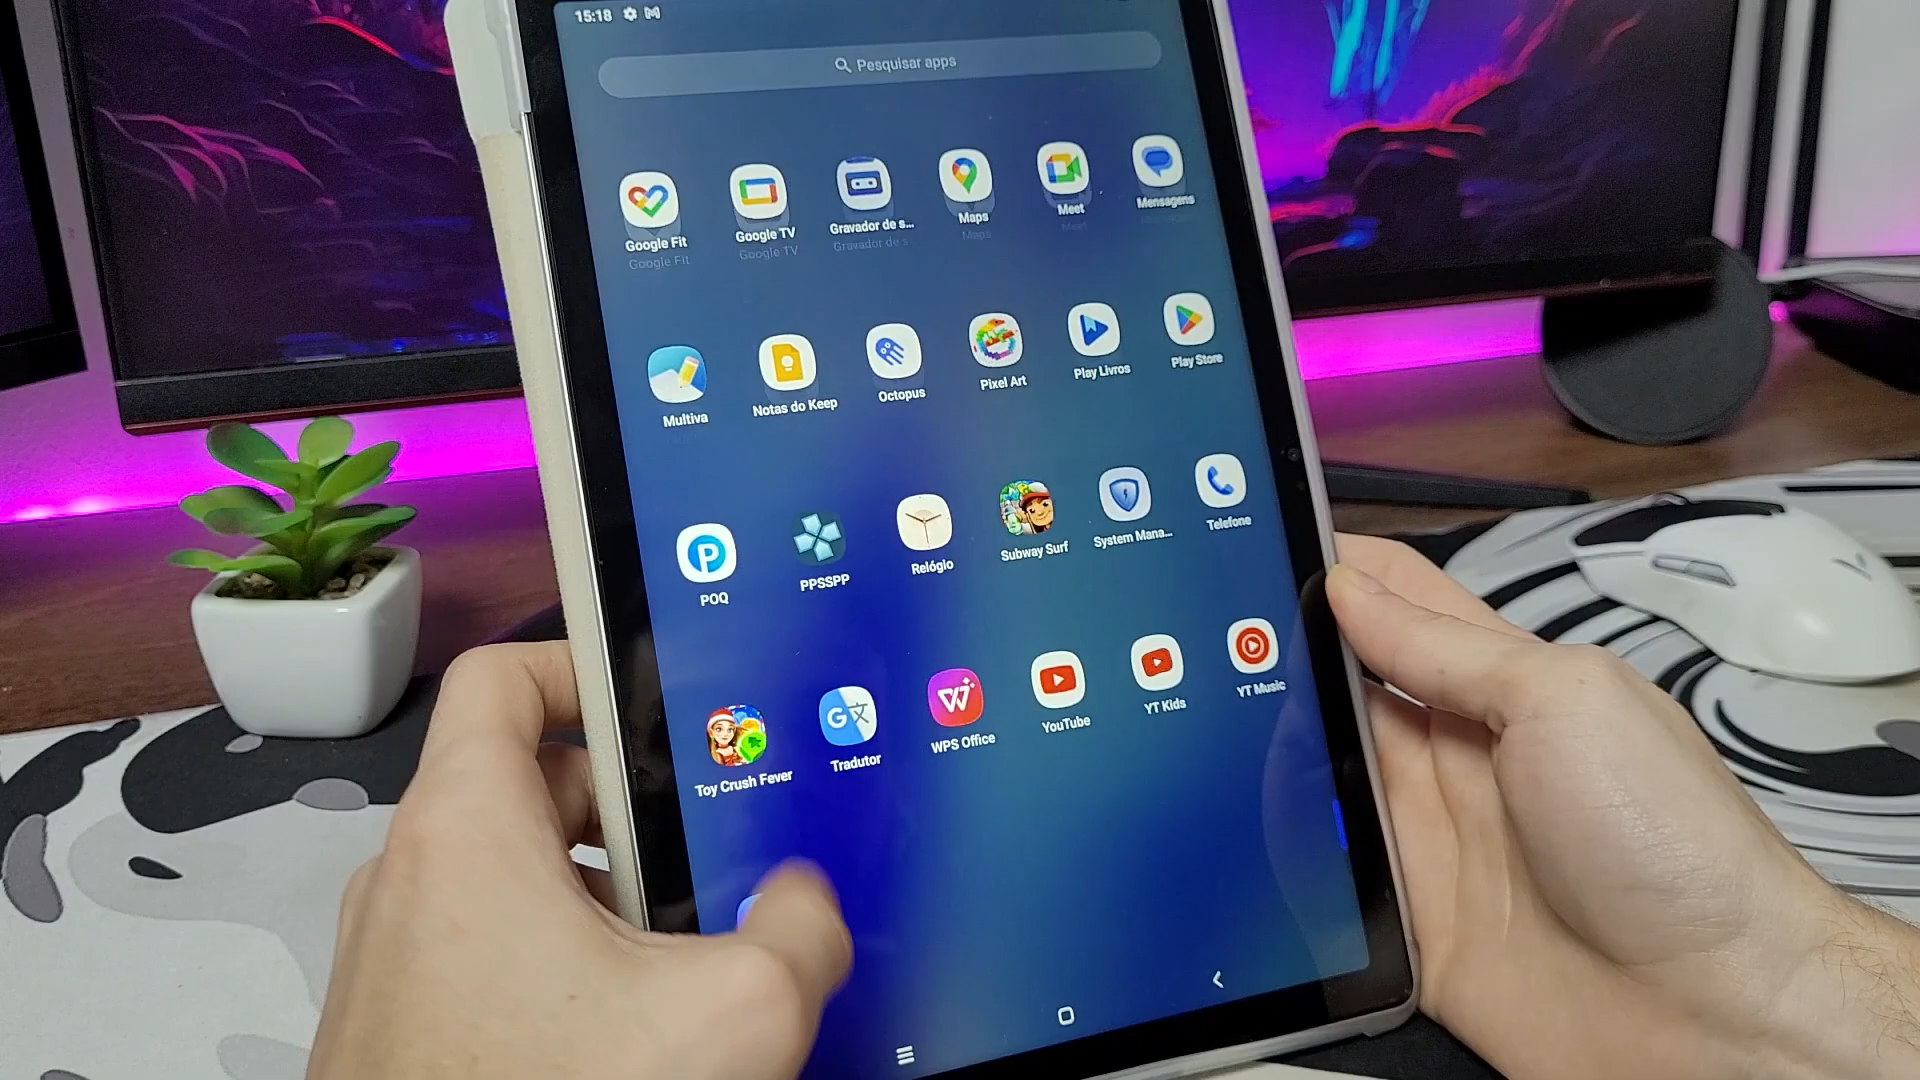 15:18
Pesquisar apps
Google Fit
Google TV
Gravador de s...
Maps
Meet
Mensagens
Google Fit
Google TV
Gravador de s
Maps
Meet
Multiva
Notas do Keep
Octopus
Pixel Art
Play Livros
Play Store
POQ
PPSSPP
Relógio
Subway Surf
System Mana...
Telefone
Toy Crush Fever
Tradutor
WPS Office
YouTube
YT Kids
YT Music